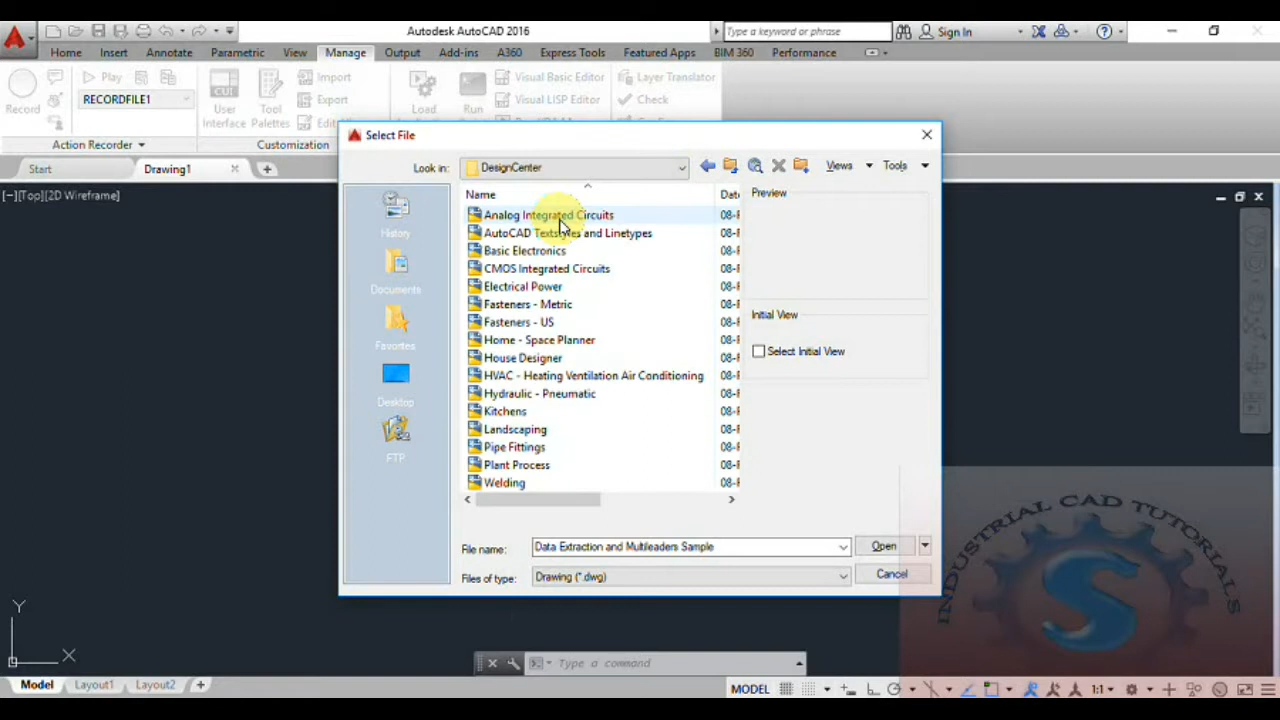 Autodesk AutoCAD 2016
Type a keyword or phrase
Sign In
Home Insert Annotate Parametric View Manage Output Add-ins A360 Express Tools Featured Apps BIM 360 Performance
Record
Play
RECORDFILE1
Action Recorder
CUI
User Interface
Tool Palettes
Import
Export
Customization
Load
Run
Visual Basic Editor
Visual LISP Editor
Layer Translator
Check
Start
Drawing1
[−][Top][2D Wireframe]
Select File
Look in:
DesignCenter
Views
Tools
History
Documents
Favorites
Desktop
FTP
Name
Analog Integrated Circuits
AutoCAD Textstyles and Linetypes
Basic Electronics
CMOS Integrated Circuits
Electrical Power
Fasteners - Metric
Fasteners - US
Home - Space Planner
House Designer
HVAC - Heating Ventilation Air Conditioning
Hydraulic - Pneumatic
Kitchens
Landscaping
Pipe Fittings
Plant Process
Welding
Preview
Initial View
Select Initial View
File name:
Data Extraction and Multileaders Sample
Open
Files of type:
Drawing (*.dwg)
Cancel
INDUSTRIAL CAD TUTORIALS
S
Y
X
Type a command
Model
Layout1
Layout2
MODEL
1:1